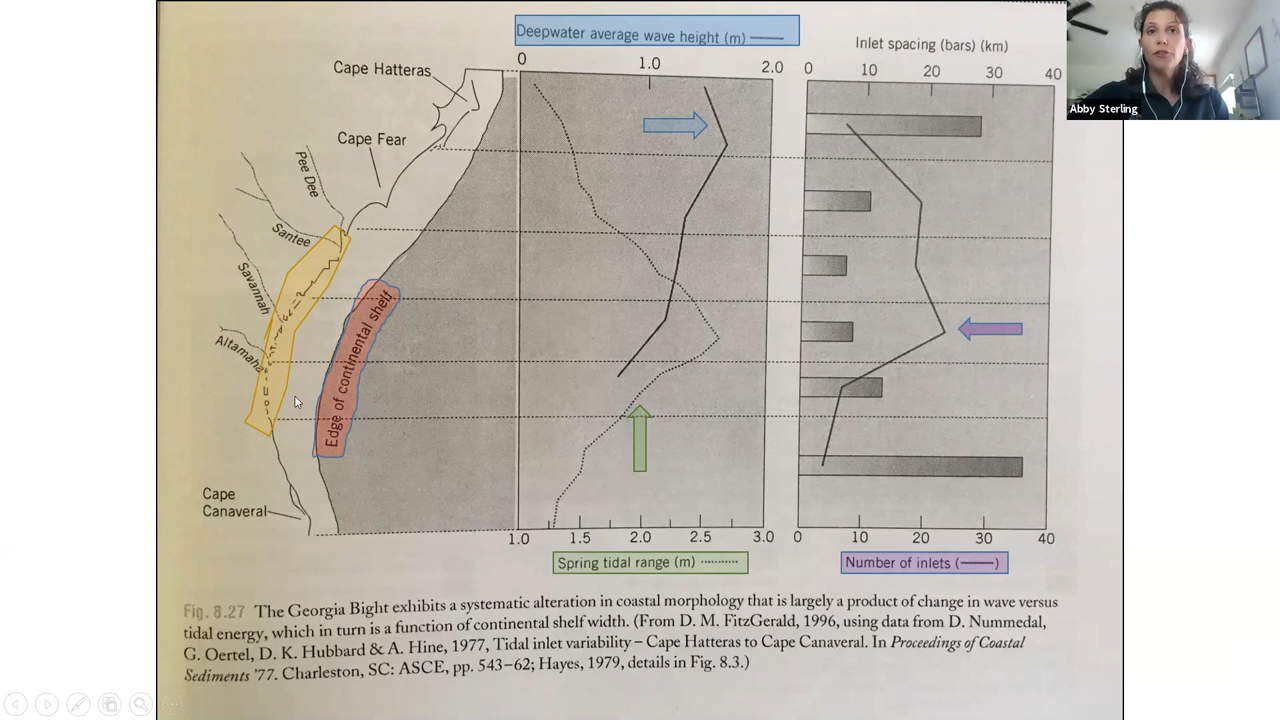 Deepwater average wave height (m)
Inlet spacing (bars) (km)
Abby Sterling
Cape Hatteras
0
1.0
2.0
0
10
20
30
40
Cape Fear
Pee Dee
Santee
Savannah
Altamaha
Edge of continental shelf
Cape
Canaveral
1.0
1.5
2.0
2.5
3.0
0
10
20
30
40
Spring tidal range (m)
Number of inlets ( )
Fig. 8.27 The Georgia Bight exhibits a systematic alteration in coastal morphology that is largely a product of change in wave versus
tidal energy, which in turn is a function of continental shelf width. (From D. M. FitzGerald, 1996, using data from D. Nummedal,
G. Oertel, D. K. Hubbard & A. Hine, 1977, Tidal inlet variability – Cape Hatteras to Cape Canaveral. In Proceedings of Coastal
Sediments '77. Charleston, SC: ASCE, pp. 543–62; Hayes, 1979, details in Fig. 8.3.)